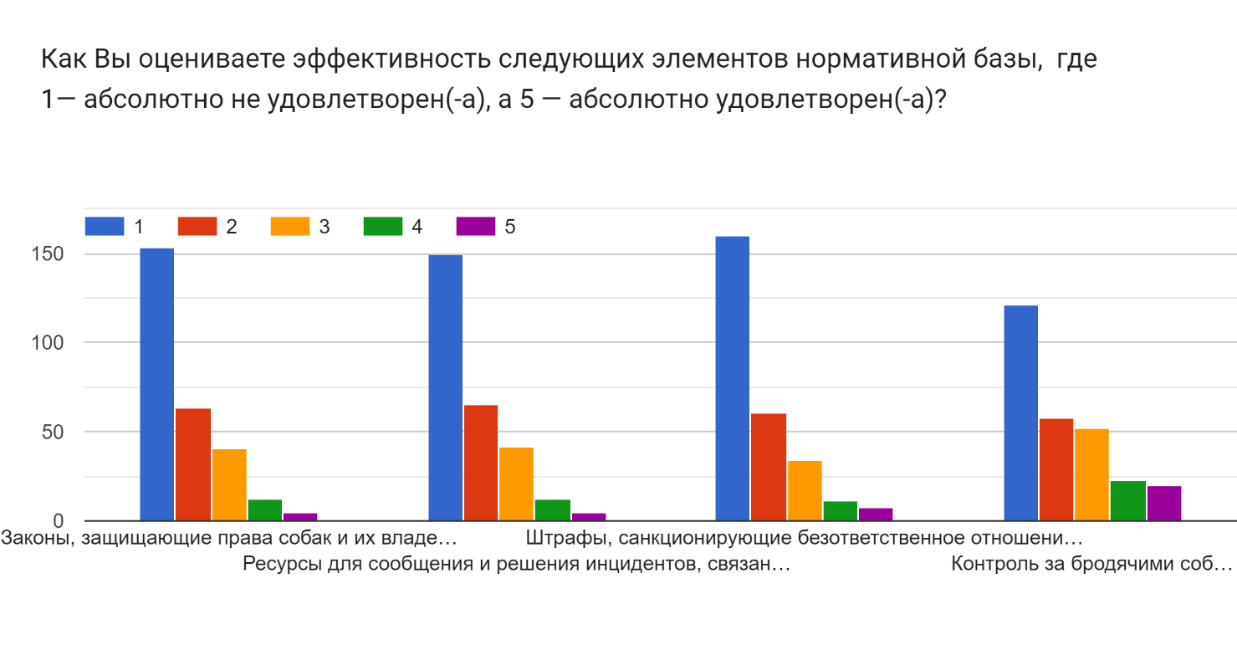 Как Вы оцениваете эффективность следующих элементов нормативной базы, где
1— абсолютно не удовлетворен(-а), а 5 — абсолютно удовлетворен(-а)?
1 2 3 4 5
150
100
50
0
Законы, защищающие права собак и их владе…
Штрафы, санкционирующие безответственное отношени…
Ресурсы для сообщения и решения инцидентов, связан…
Контроль за бродячими соб…